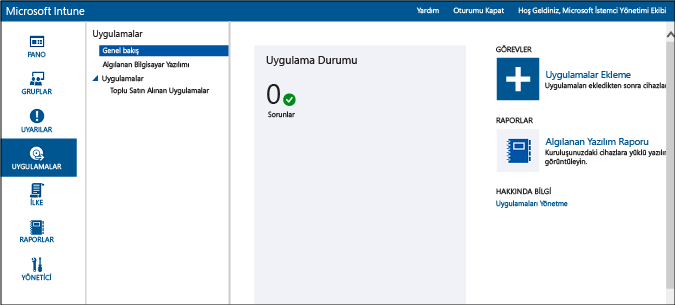 Microsoft Intune
Yardım Oturumu Kapat Hoş Geldiniz, Microsoft İstemci Yönetimi Ekibi
PANO
GRUPLAR
UYARILAR
UYGULAMALAR
İLKE
RAPORLAR
YÖNETİCİ
Uygulamalar
Genel bakış
Algılanan Bilgisayar Yazılımı
Uygulamalar
Toplu Satın Alınan Uygulamalar
Uygulama Durumu
0
Sorunlar
GÖREVLER
Uygulamalar Ekleme
Uygulamaları ekledikten sonra cihazla
RAPORLAR
Algılanan Yazılım Raporu
Kuruluşunuzdaki cihazlara yüklü yazılım
görüntüleyin.
HAKKINDA BİLGİ
Uygulamaları Yönetme